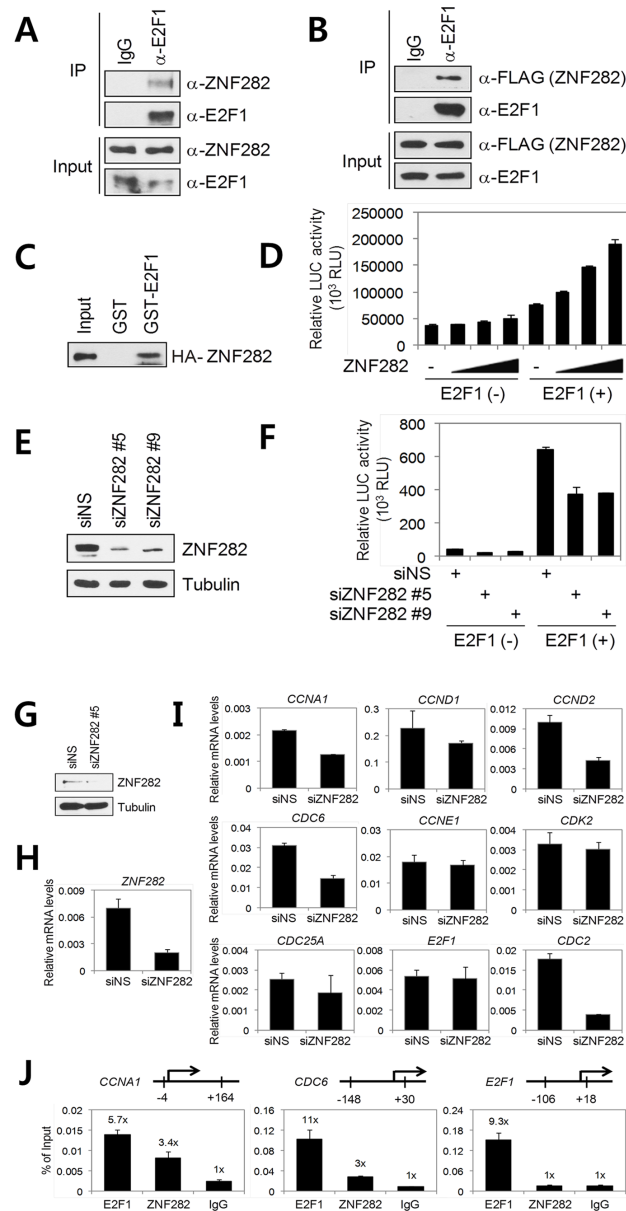 A
IgG
α-E2F1
IP
α-ZNF282
α-E2F1
Input
α-ZNF282
α-E2F1
B
IgG
α-E2F1
IP
α-FLAG (ZNF282)
α-E2F1
Input
α-FLAG (ZNF282)
α-E2F1
C
Input
GST
GST-E2F1
HA- ZNF282
D
Relative LUC activity
(10³ RLU)
250000
200000
150000
100000
50000
0
ZNF282
-
-
E2F1 (-)
E2F1 (+)
E
siNS
siZNF282 #5
siZNF282 #9
ZNF282
Tubulin
F
Relative LUC activity
(10³ RLU)
800
600
400
200
0
siNS
+
+
siZNF282 #5
+
+
siZNF282 #9
+
+
E2F1 (-)
E2F1 (+)
G
siNS
siZNF282 #5
ZNF282
Tubulin
H
ZNF282
Relative mRNA levels
0.009
0.006
0.003
0
siNS siZNF282
I
CCNA1
Relative mRNA levels
0.003
0.002
0.001
0
siNS siZNF282
CCND1
0.3
0.2
0.1
0
siNS siZNF282
CCND2
0.012
0.009
0.006
0.003
0
siNS siZNF282
CDC6
Relative mRNA levels
0.04
0.03
0.02
0.01
0
siNS siZNF282
CCNE1
0.03
0.02
0.01
0
siNS siZNF282
CDK2
0.004
0.003
0.002
0.001
0
siNS siZNF282
CDC25A
Relative mRNA levels
0.004
0.003
0.002
0.001
0
siNS siZNF282
E2F1
0.008
0.006
0.004
0.002
0
siNS siZNF282
CDC2
0.02
0.015
0.01
0.005
0
siNS siZNF282
J
CCNA1
-4
+164
% of Input
0.02
0.015
0.01
0.005
0
5.7x
3.4x
1x
E2F1 ZNF282 IgG
CDC6
-148
+30
0.16
0.12
0.08
0.04
0
11x
3x
1x
E2F1 ZNF282 IgG
E2F1
-106
+18
0.24
0.18
0.12
0.06
0
9.3x
1x
1x
E2F1 ZNF282 IgG